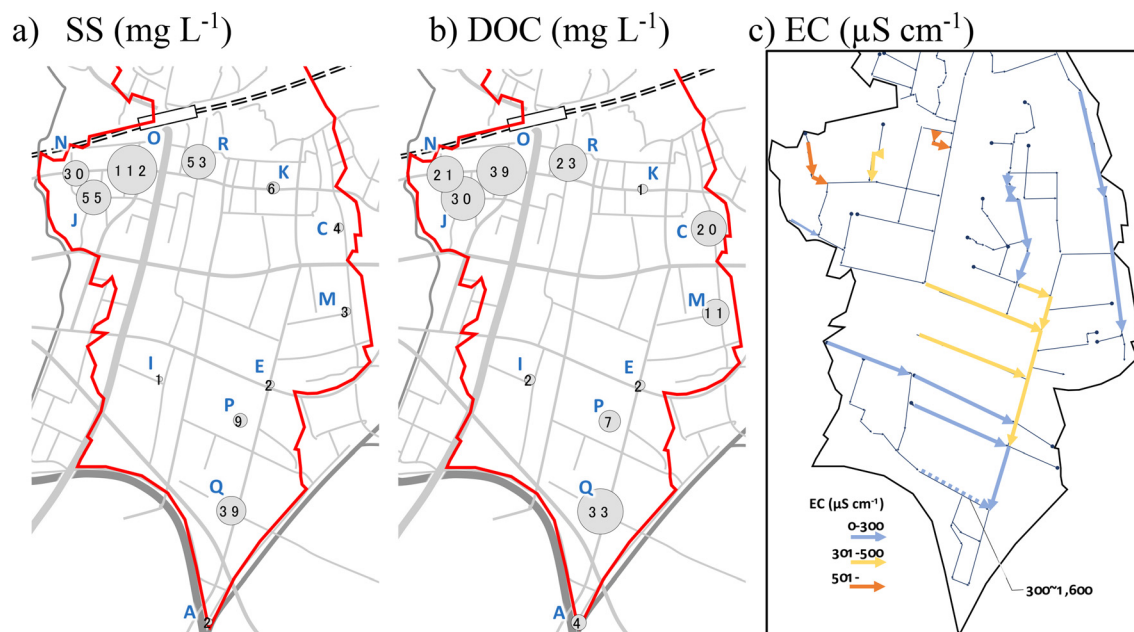 a) SS (mg L⁻¹)
b) DOC (mg L⁻¹)
c) EC (µS cm⁻¹)
N
O
R
30
112
53
K
55
6
J
C
4
M
3
I
1
E
2
P
9
Q
39
A
2
N
O
R
21
39
23
K
30
1
J
C
20
M
11
I
2
E
2
P
7
Q
33
A
4
EC (µS cm⁻¹)
0-300
301-500
501-
300~1,600